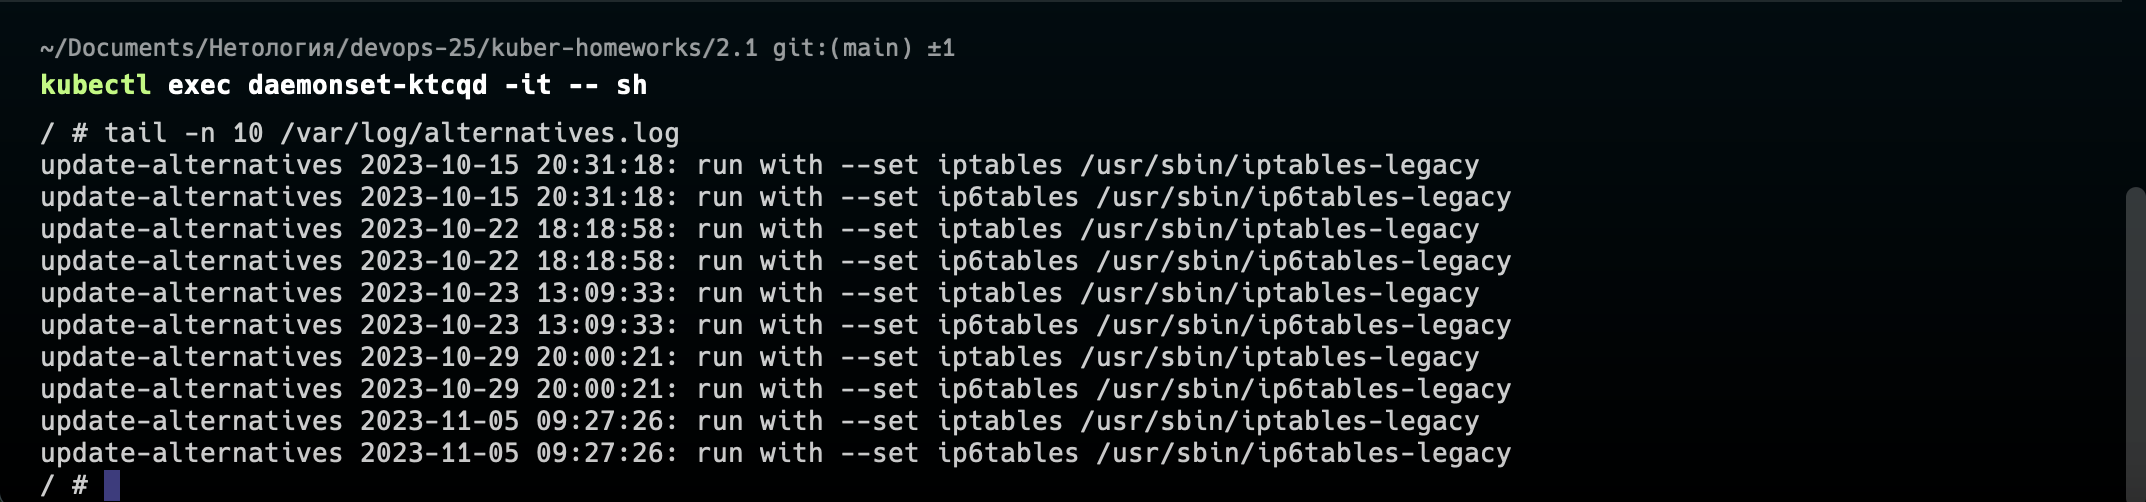 ~/Documents/Нетология/devops-25/kuber-homeworks/2.1 git:(main) ±1
kubectl exec daemonset-ktcqd -it -- sh
/ # tail -n 10 /var/log/alternatives.log
update-alternatives 2023-10-15 20:31:18: run with --set iptables /usr/sbin/iptables-legacy
update-alternatives 2023-10-15 20:31:18: run with --set ip6tables /usr/sbin/ip6tables-legacy
update-alternatives 2023-10-22 18:18:58: run with --set iptables /usr/sbin/iptables-legacy
update-alternatives 2023-10-22 18:18:58: run with --set ip6tables /usr/sbin/ip6tables-legacy
update-alternatives 2023-10-23 13:09:33: run with --set iptables /usr/sbin/iptables-legacy
update-alternatives 2023-10-23 13:09:33: run with --set ip6tables /usr/sbin/ip6tables-legacy
update-alternatives 2023-10-29 20:00:21: run with --set iptables /usr/sbin/iptables-legacy
update-alternatives 2023-10-29 20:00:21: run with --set ip6tables /usr/sbin/ip6tables-legacy
update-alternatives 2023-11-05 09:27:26: run with --set iptables /usr/sbin/iptables-legacy
update-alternatives 2023-11-05 09:27:26: run with --set ip6tables /usr/sbin/ip6tables-legacy
/ #